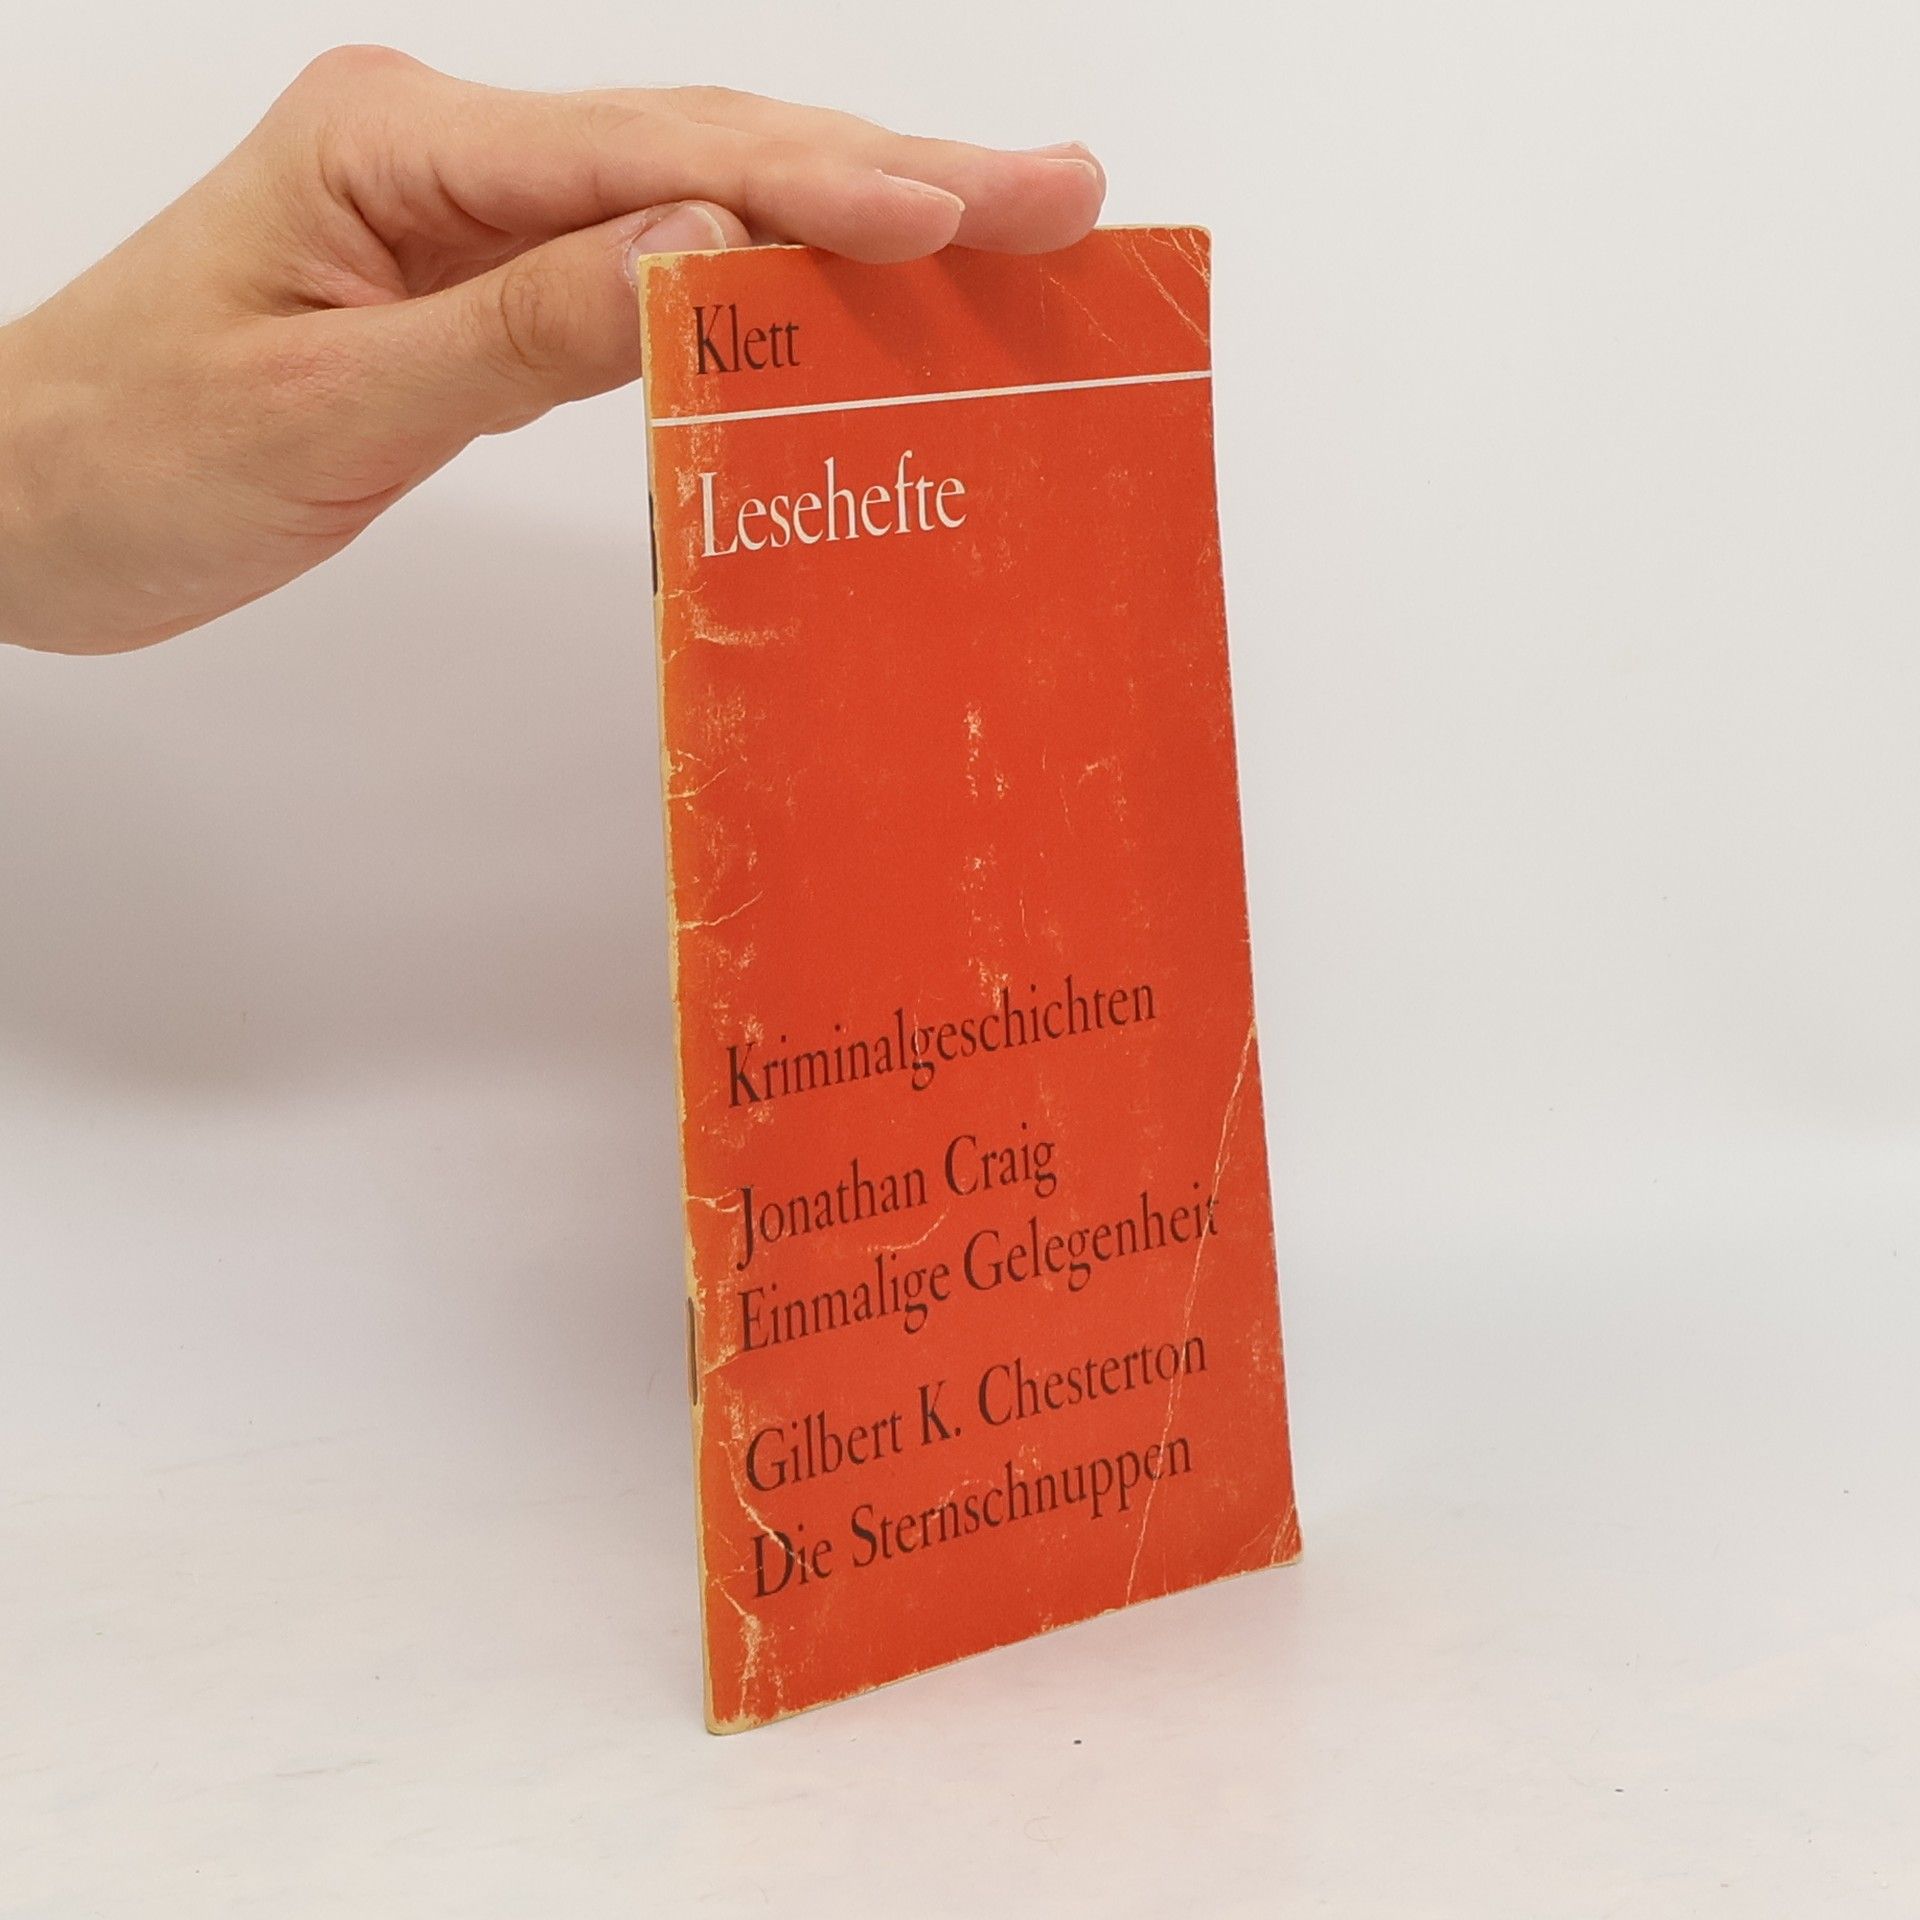 Klett
Lesehefte
Kriminalgeschichten
Jonathan Craig
Einmalige Gelegenheit
Gilbert K. Chesterton
Die Sternschnuppen